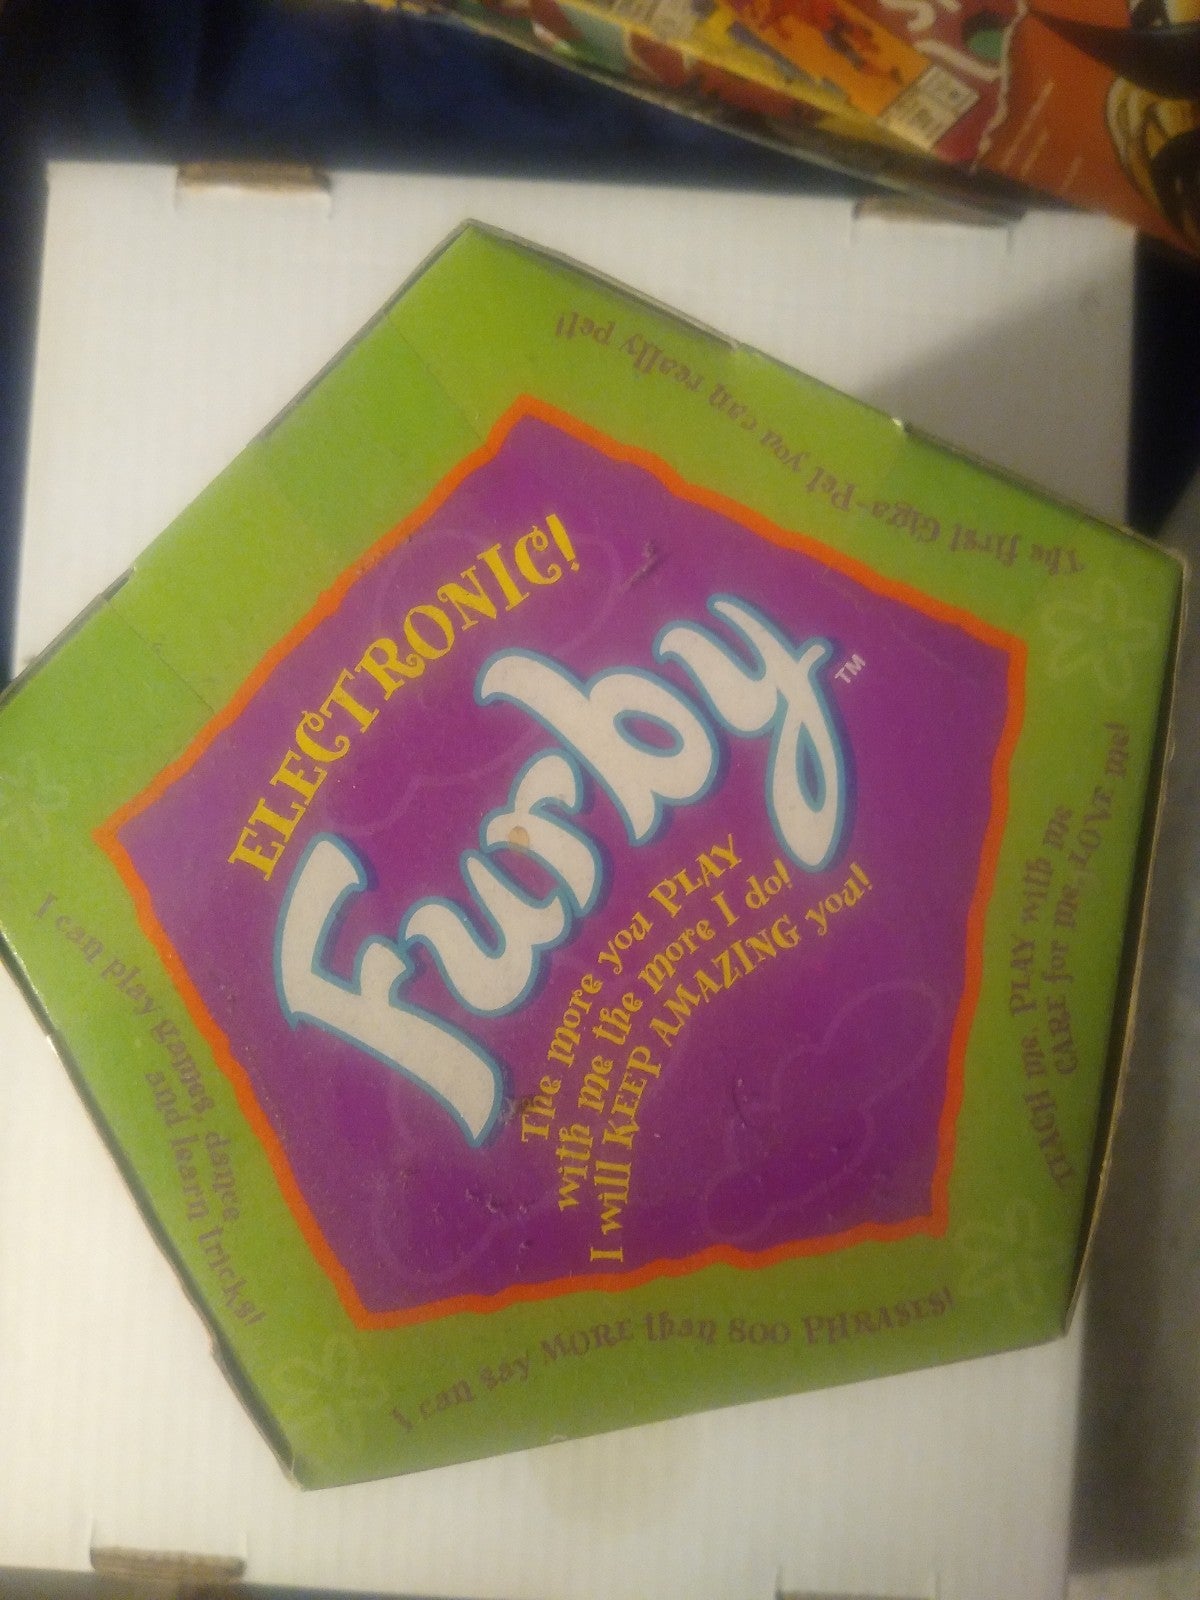 ELECTRONIC!
Furby™
The more you PLAY
with me the more I do!
I will KEEP AMAZING you!
The first Giga-Pet you can really pet!
TEACH me PLAY with me
CARE for me, LOVE me!
I can say MORE than 800 PHRASES!
I can play games, dance
and learn tricks!